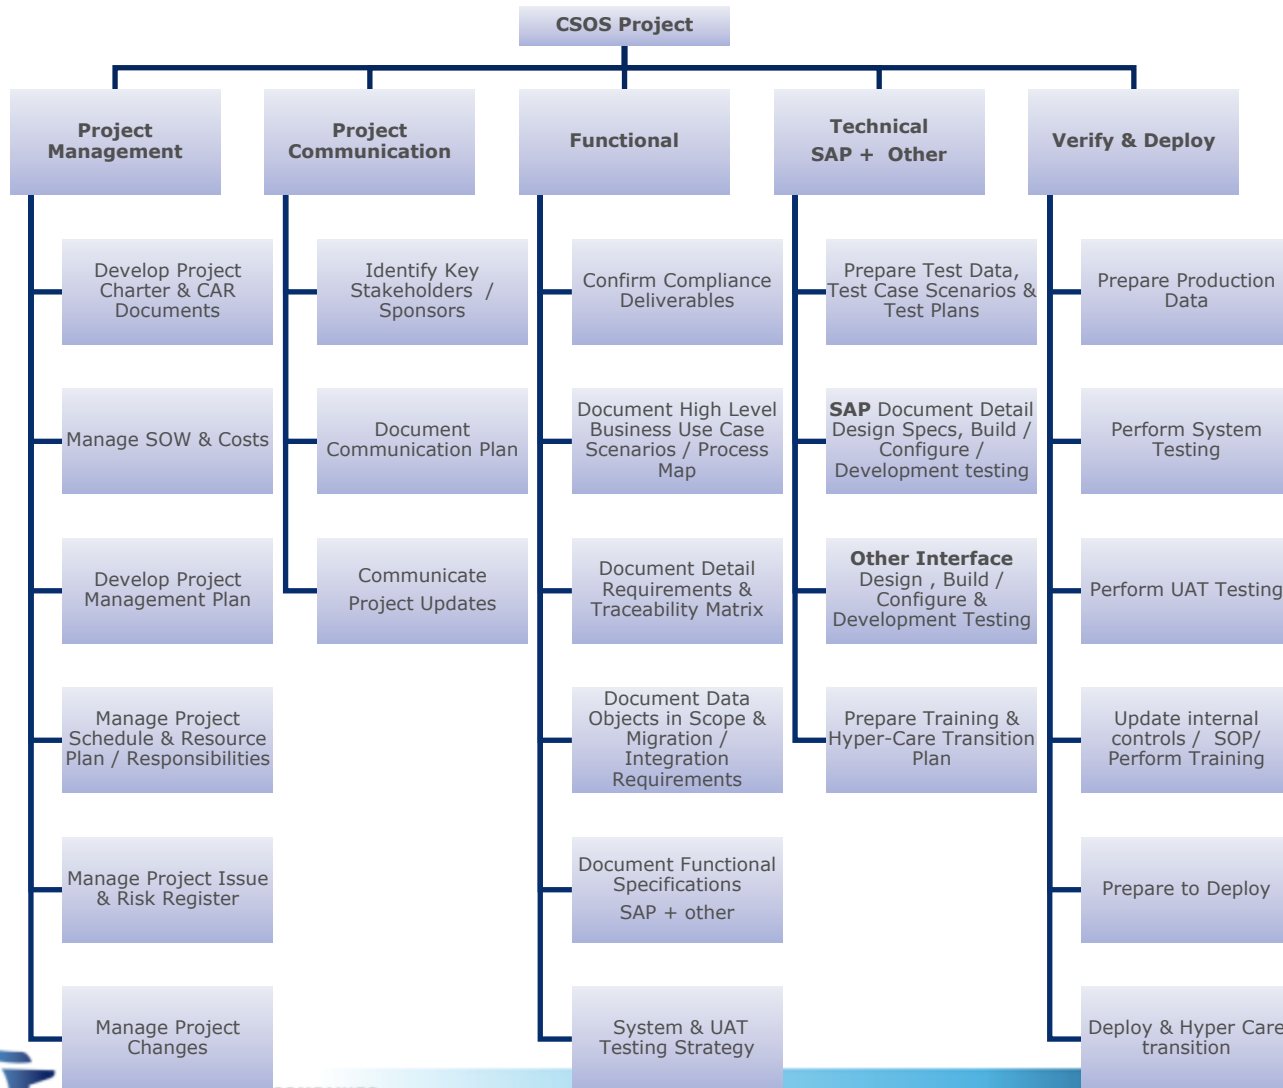 CSOS Project
Project
Management
Project
Communication
Functional
Technical
SAP + Other
Verify & Deploy
Develop Project
Charter & CAR
Documents
Manage SOW & Costs
Develop Project
Management Plan
Manage Project
Schedule & Resource
Plan / Responsibilities
Manage Project Issue
& Risk Register
Manage Project
Changes
Identify Key
Stakeholders /
Sponsors
Document
Communication Plan
Communicate
Project Updates
Confirm Compliance
Deliverables
Document High Level
Business Use Case
Scenarios / Process
Map
Document Detail
Requirements &
Traceability Matrix
Document Data
Objects in Scope &
Migration /
Integration
Requirements
Document Functional
Specifications
SAP + other
System & UAT
Testing Strategy
Prepare Test Data,
Test Case Scenarios &
Test Plans
SAP Document Detail
Design Specs, Build /
Configure /
Development testing
Other Interface
Design , Build /
Configure &
Development Testing
Prepare Training &
Hyper-Care Transition
Plan
Prepare Production
Data
Perform System
Testing
Perform UAT Testing
Update internal
controls / SOP/
Perform Training
Prepare to Deploy
Deploy & Hyper Care
transition